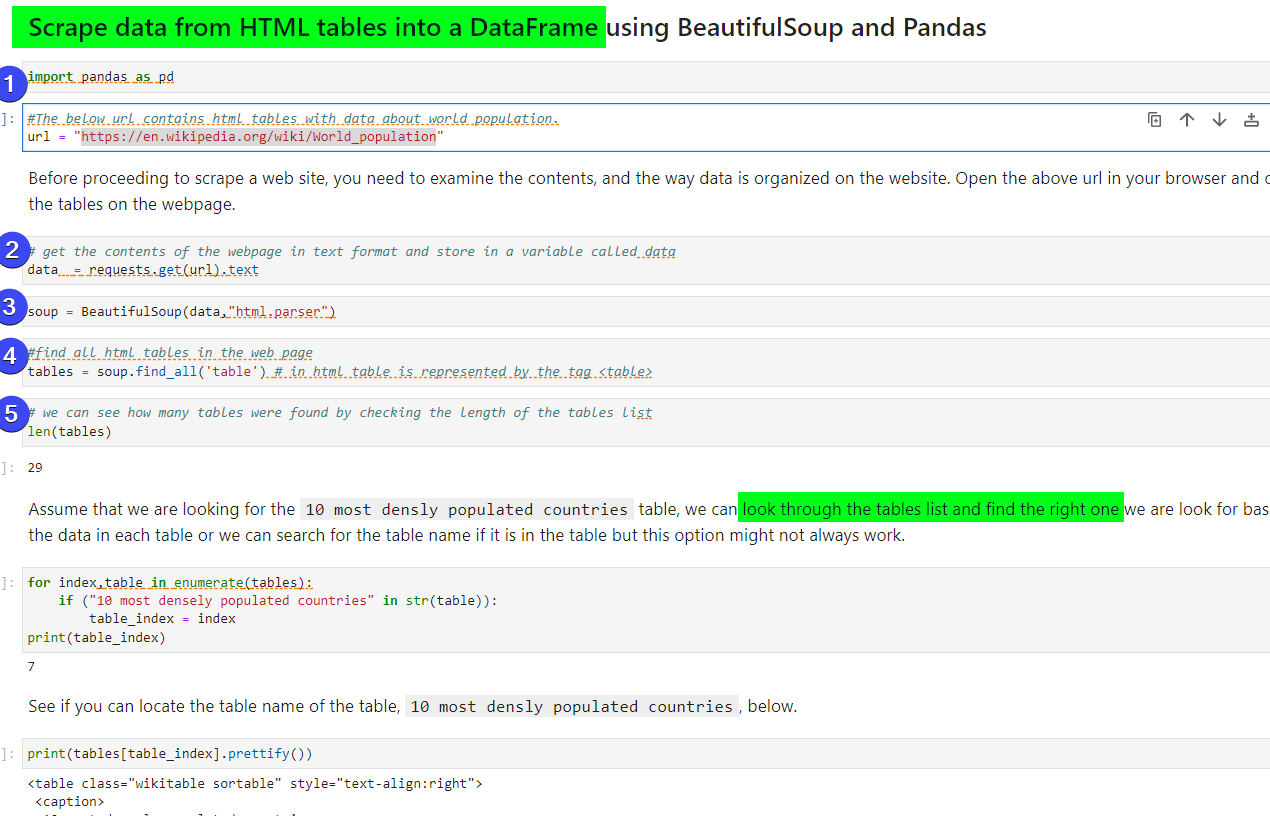 Scrape data from HTML tables into a DataFrame using BeautifulSoup and Pandas
1
import pandas as pd
]: #The below url contains html tables with data about world population.
url = "https://en.wikipedia.org/wiki/World_population"
Before proceeding to scrape a web site, you need to examine the contents, and the way data is organized on the website. Open the above url in your browser and
the tables on the webpage.
2
# get the contents of the webpage in text format and store in a variable called data
data  = requests.get(url).text
3
soup = BeautifulSoup(data,"html.parser")
4
#find all html tables in the web page
tables = soup.find_all('table') # in html table is represented by the tag <table>
5
# we can see how many tables were found by checking the length of the tables list
len(tables)
]: 29
Assume that we are looking for the 10 most densly populated countries table, we can look through the tables list and find the right one we are look for bas
the data in each table or we can search for the table name if it is in the table but this option might not always work.
]: for index,table in enumerate(tables):
    if ("10 most densely populated countries" in str(table)):
        table_index = index
print(table_index)
7
See if you can locate the table name of the table, 10 most densly populated countries , below.
]: print(tables[table_index].prettify())
<table class="wikitable sortable" style="text-align:right">
 <caption>